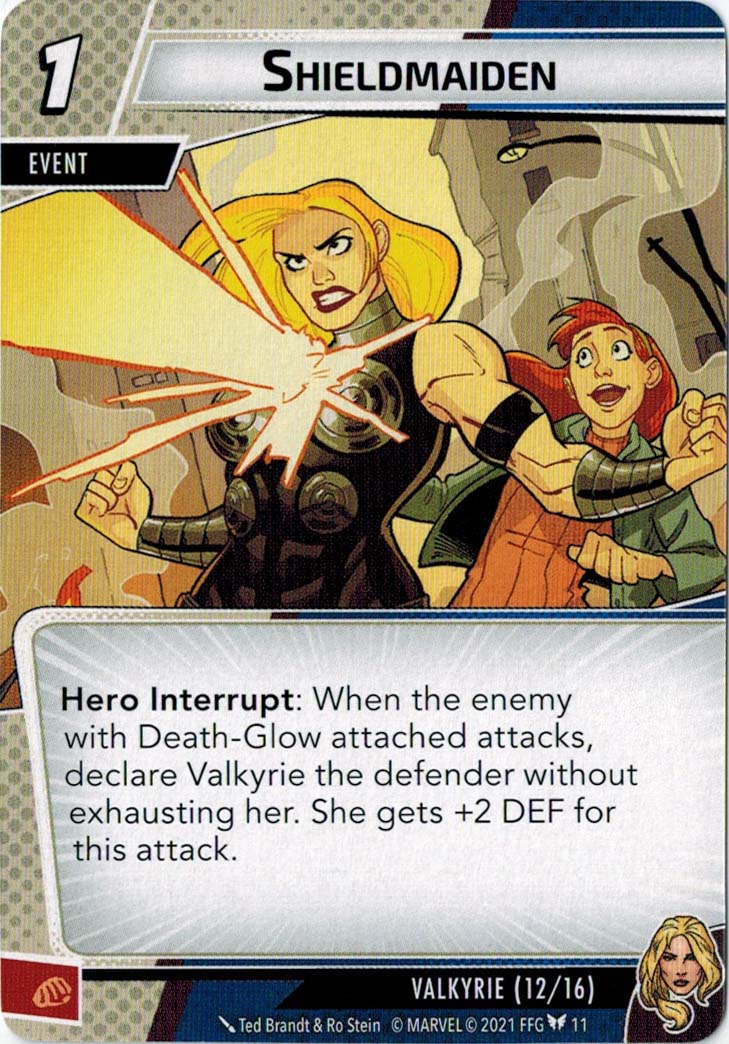 1
SHIELDMAIDEN
EVENT
Hero Interrupt: When the enemy
with Death-Glow attached attacks,
declare Valkyrie the defender without
exhausting her. She gets +2 DEF for
this attack.
VALKYRIE (12/16)
Ted Brandt & Ro Stein © MARVEL © 2021 FFG 11